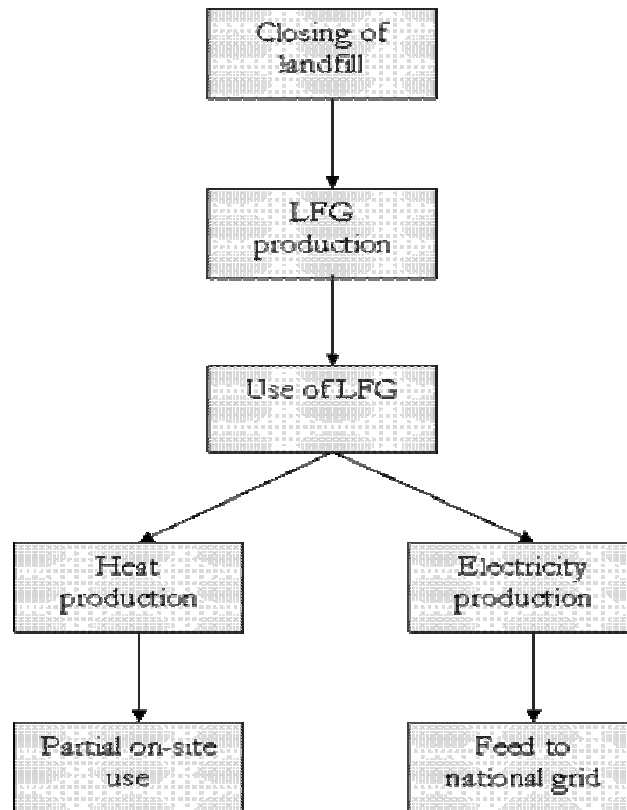 Closing of
landfill
LFG
production
Use of LFG
Heat
production
Electricity
production
Partial on-site
use
Feed to
national grid